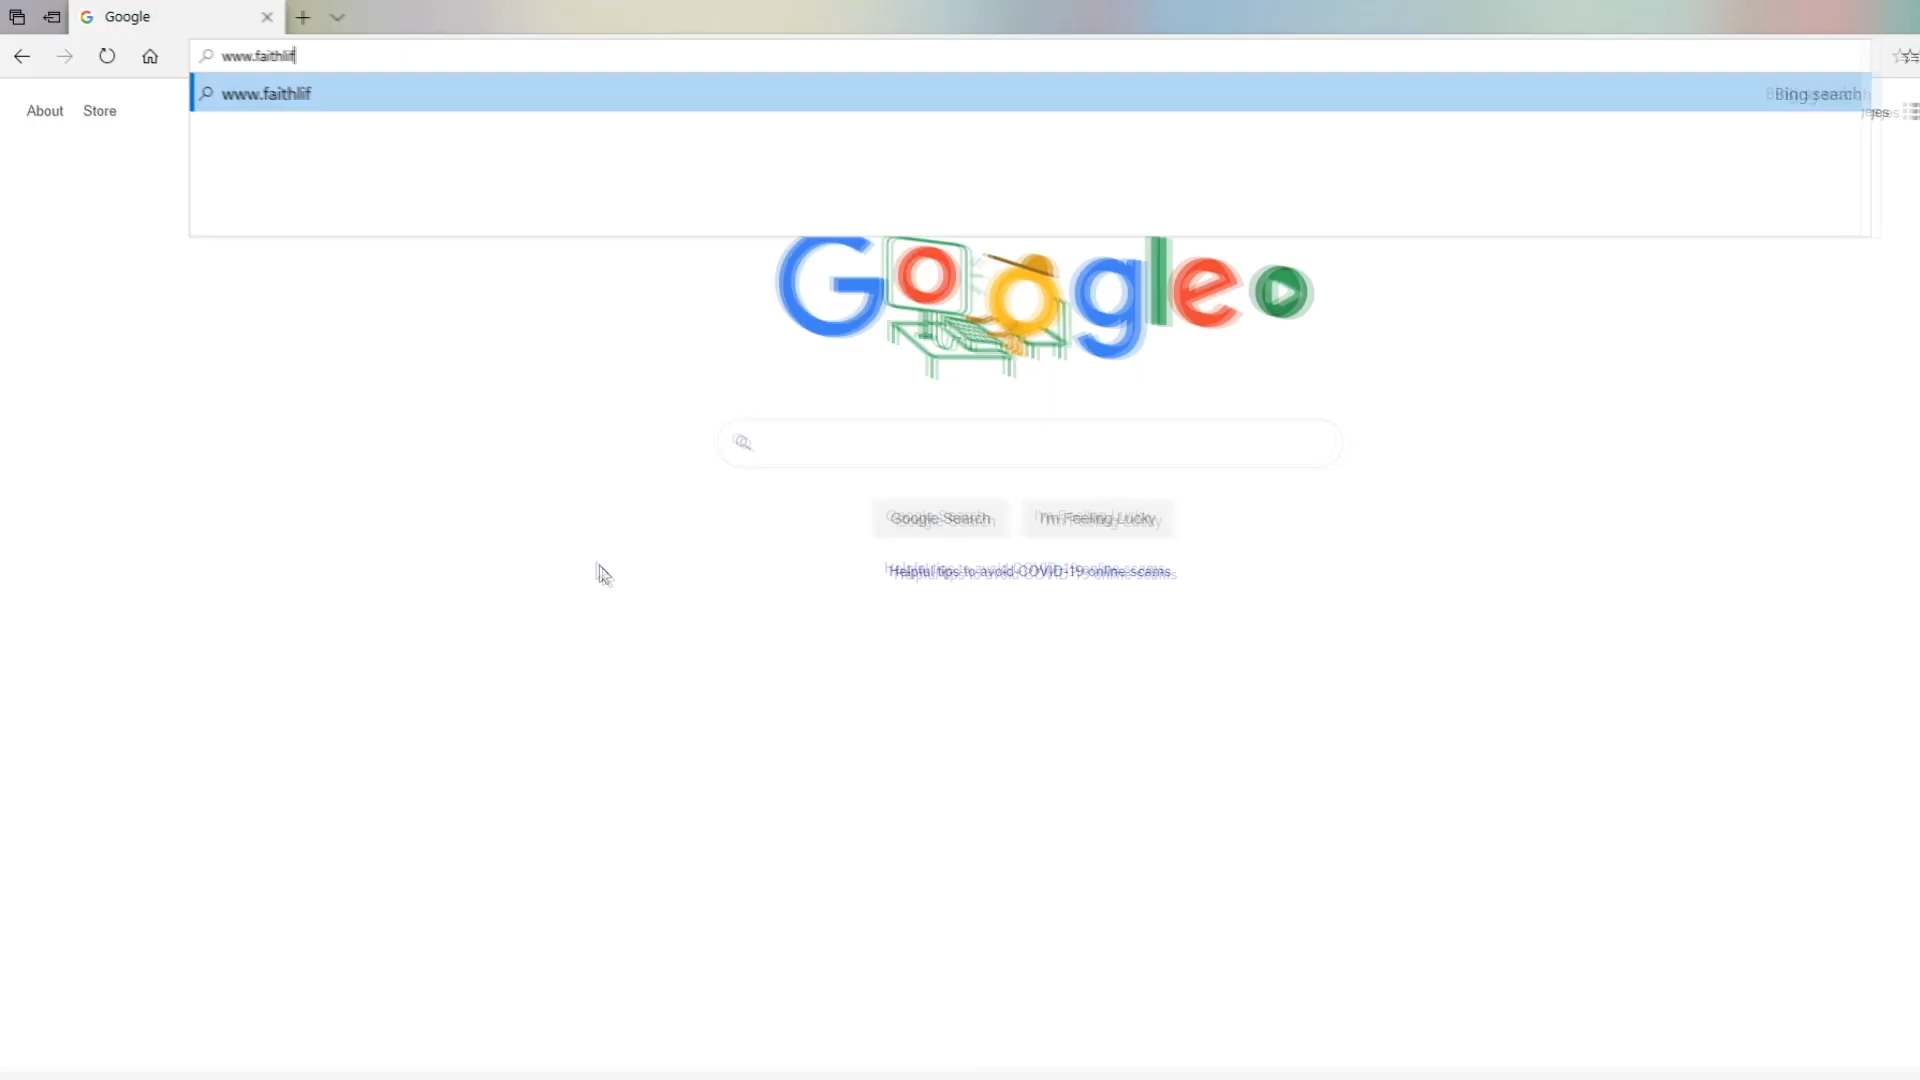 Google
www.faithlif
www.faithlif Bing search
About Store
Google
Google Search I'm Feeling Lucky
Helpful tips to avoid COVID-19 online scams